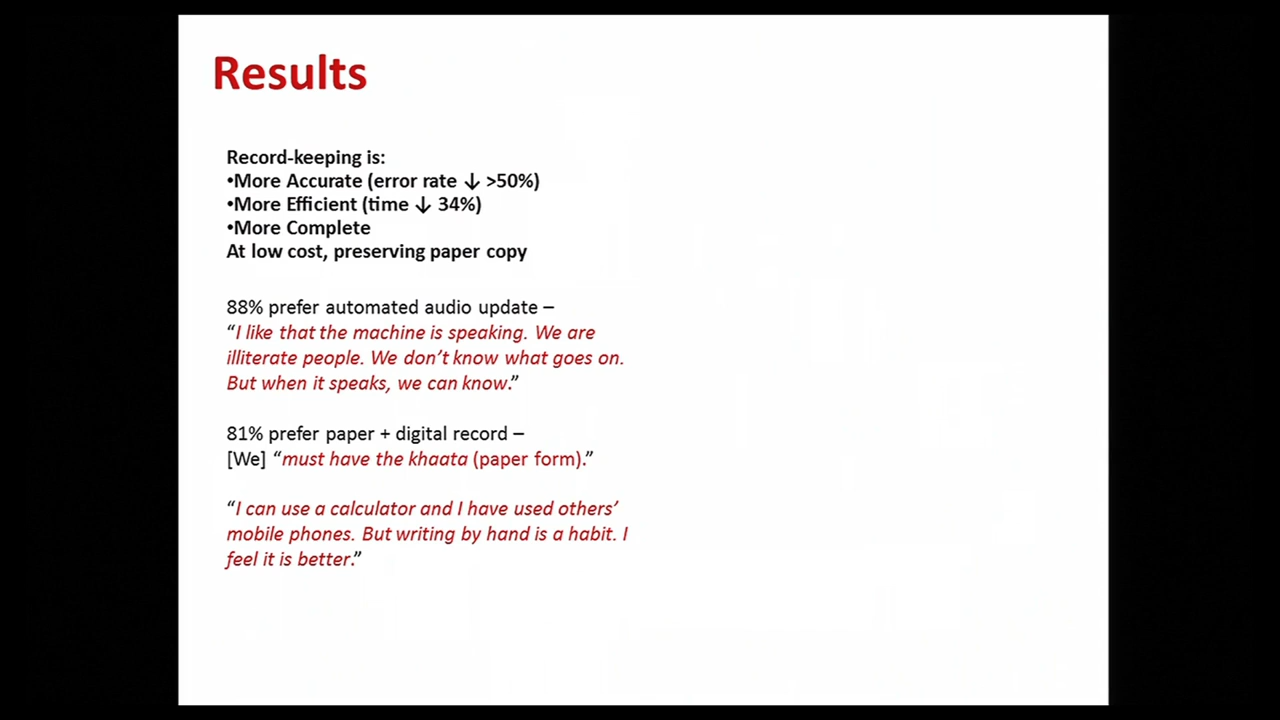 Results
Record-keeping is:
•More Accurate (error rate ↓ >50%)
•More Efficient (time ↓ 34%)
•More Complete
At low cost, preserving paper copy
88% prefer automated audio update –
“I like that the machine is speaking. We are
illiterate people. We don’t know what goes on.
But when it speaks, we can know.”
81% prefer paper + digital record –
[We] “must have the khaata (paper form).”
“I can use a calculator and I have used others’
mobile phones. But writing by hand is a habit. I
feel it is better.”